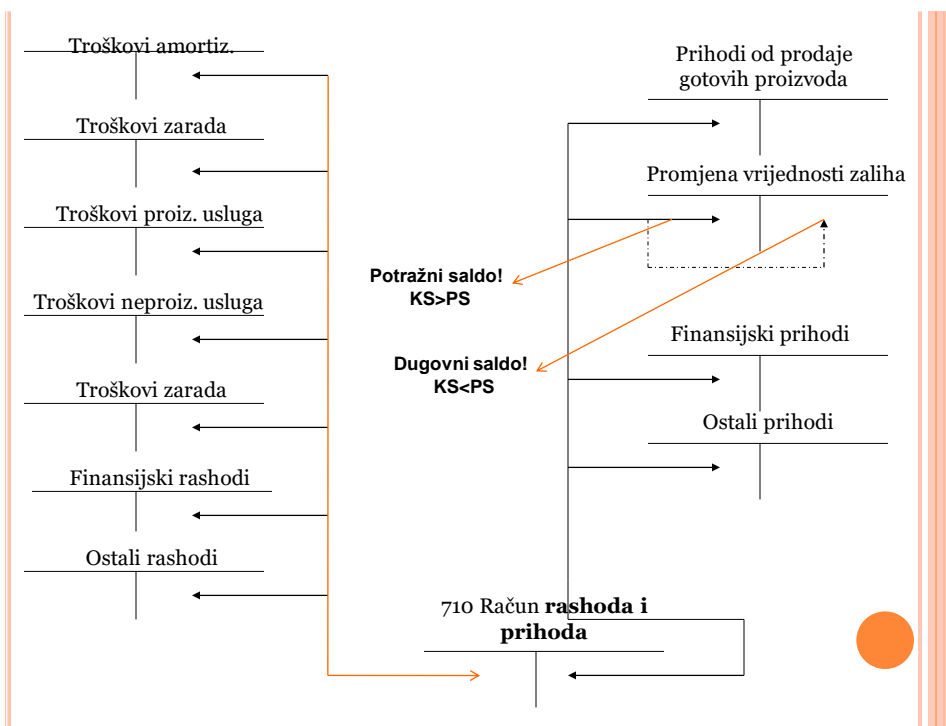 Troškovi amortiz.
Troškovi zarada
Troškovi proiz. usluga
Troškovi neproiz. usluga
Troškovi zarada
Finansijski rashodi
Ostali rashodi
Potražni saldo!
KS>PS
Dugovni saldo!
KS<PS
Prihodi od prodaje
gotovih proizvoda
Promjena vrijednosti zaliha
Finansijski prihodi
Ostali prihodi
710 Račun rashoda i
prihoda